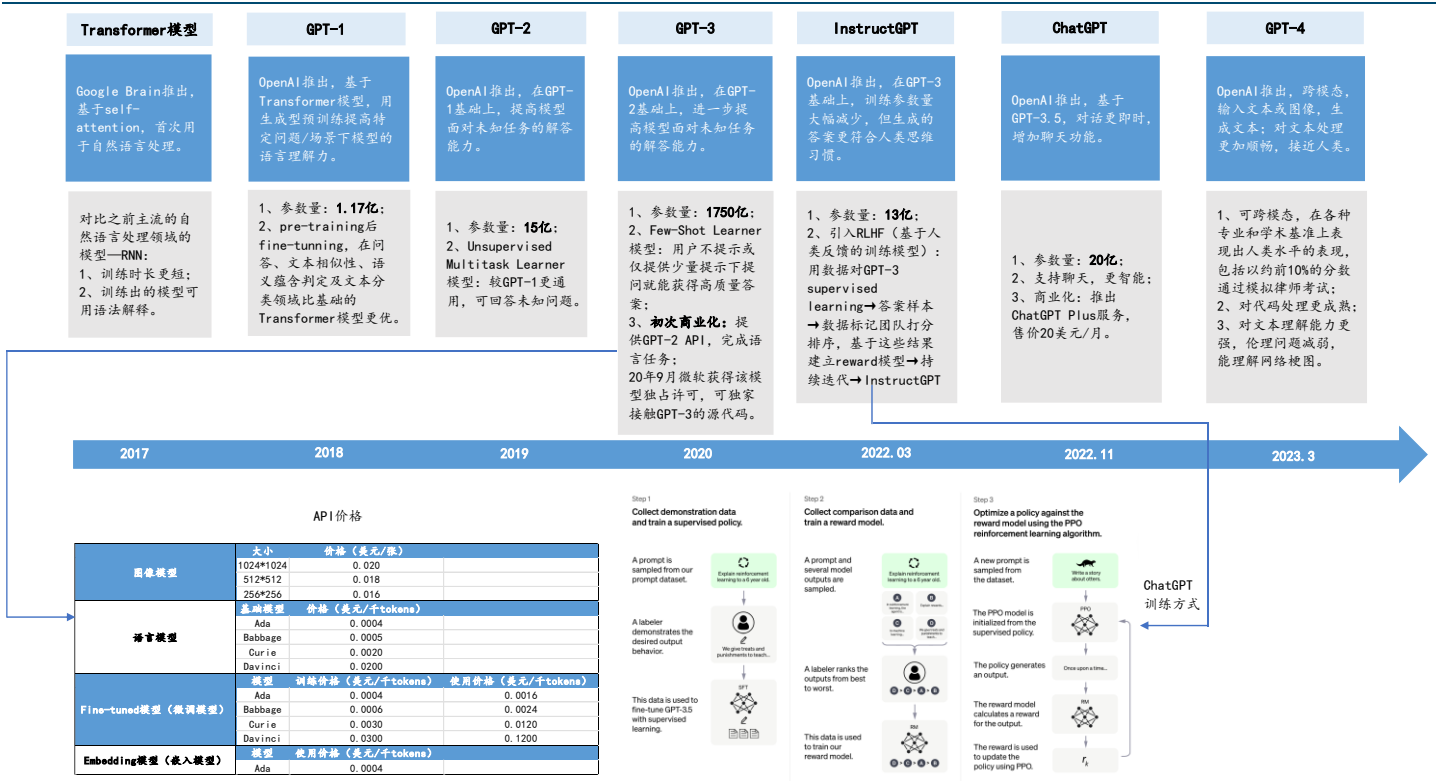 Transformer模型
GPT-1
GPT-2
GPT-3
InstructGPT
ChatGPT
GPT-4
Google Brain推出，
基于self-
attention，首次用
于自然语言处理。
OpenAI推出，基于
Transformer模型，用
生成型预训练提高特
定问题/场景下模型的
语言理解力。
OpenAI推出，在GPT-
1基础上，提高模型
面对未知任务的解答
能力。
OpenAI推出，在GPT-
2基础上，进一步提
高模型面对未知任务
的解答能力。
OpenAI推出，在GPT-3
基础上，训练参数量
大幅减少，但生成的
答案更符合人类思维
习惯。
OpenAI推出，基于
GPT-3.5，对话更即时，
增加聊天功能。
OpenAI推出，跨模态，
输入文本或图像，生
成文本；对文本处理
更加顺畅，接近人类。
对比之前主流的自
然语言处理领域的
模型—RNN：
1、训练时长更短；
2、训练出的模型可
用语法解释。
1、参数量：1.17亿；
2、pre-training后
fine-tunning，在问
答、文本相似性、语
义蕴含判定及文本分
类领域比基础的
Transformer模型更优。
1、参数量：15亿；
2、Unsupervised
Multitask Learner
模型：较GPT-1更通
用，可回答未知问题。
1、参数量：1750亿；
2、Few-Shot Learner
模型：用户不提示或
仅提供少量提示下提
问就能获得高质量答
案；
3、初次商业化：提
供GPT-2 API，完成语
言任务；
20年9月微软获得该模
型独占许可，可独家
接触GPT-3的源代码。
1、参数量：13亿；
2、引入RLHF（基于人
类反馈的训练模型）：
用数据对GPT-3
supervised
learning→答案样本
→数据标记团队打分
排序，基于这些结果
建立reward模型→持
续迭代→InstructGPT
1、参数量：20亿；
2、支持聊天，更智能；
3、商业化：推出
ChatGPT Plus服务，
售价20美元/月。
1、可跨模态，在各种
专业和学术基准上表
现出人类水平的表现，
包括以约前10%的分数
通过模拟律师考试；
2、对代码处理更成熟；
3、对文本理解能力更
强，伦理问题减弱，
能理解网络梗图。
2017
2018
2019
2020
2022.03
2022.11
2023.3
API价格
图像模型
大小 价格（美元/张）
1024*1024 0.020
512*512 0.018
256*256 0.016
语言模型
基础模型 价格（美元/千tokens）
Ada 0.0004
Babbage 0.0005
Curie 0.0020
Davinci 0.0200
Fine-tuned模型（微调模型）
模型 训练价格（美元/千tokens） 使用价格（美元/千tokens）
Ada 0.0004 0.0016
Babbage 0.0006 0.0024
Curie 0.0030 0.0120
Davinci 0.0300 0.1200
Embedding模型（嵌入模型）
模型 使用价格（美元/千tokens）
Ada 0.0004
Step 1
Collect demonstration data
and train a supervised policy.
A prompt is
sampled from our
prompt dataset.
Explain reinforcement
learning to a 6 year old.
A labeler
demonstrates the
desired output
behavior.
We give treats and
punishments to teach...
This data is used to
fine-tune GPT-3.5
with supervised
learning.
SFT
Step 2
Collect comparison data and
train a reward model.
A prompt and
several model
outputs are
sampled.
Explain reinforcement
learning to a 6 year old.
A
B
C
D
A labeler ranks the
outputs from best
to worst.
D > C > A > B
This data is used
to train our
reward model.
RM
D > C > A > B
Step 3
Optimize a policy against the
reward model using the PPO
reinforcement learning algorithm.
A new prompt is
sampled from
the dataset.
Write a story
about otters.
The PPO model is
initialized from the
supervised policy.
PPO
The policy generates
an output.
Once upon a time...
The reward model
calculates a reward
for the output.
RM
The reward is used
to update the
policy using PPO.
rk
ChatGPT
训练方式